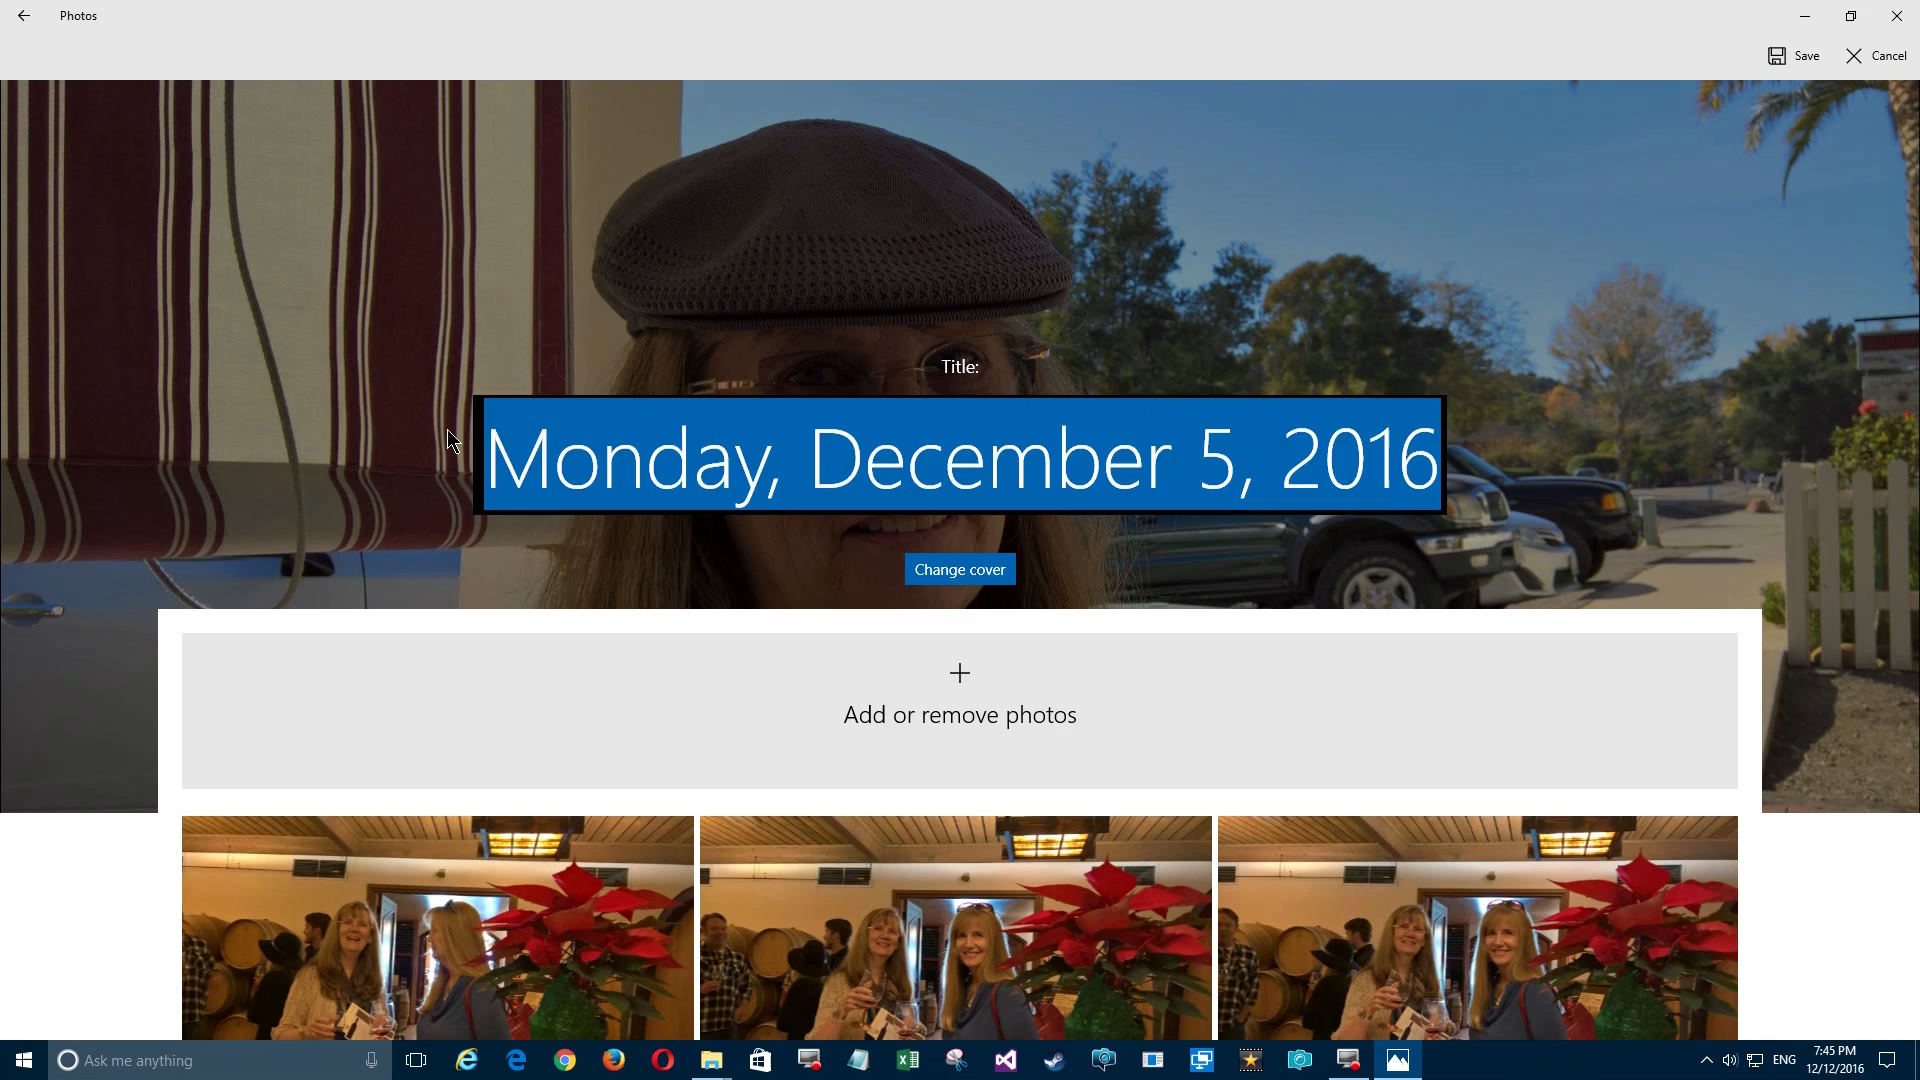 Photos
Save
Cancel
Title:
Monday, December 5, 2016
Change cover
Add or remove photos
Ask me anything
ENG
7:45 PM
12/12/2016